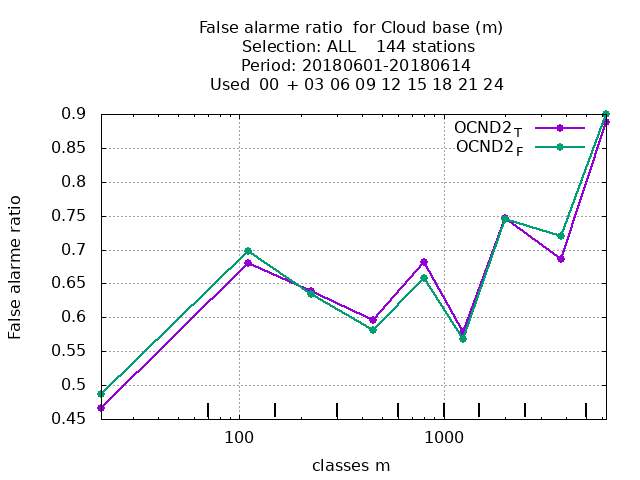 False alarme ratio  for Cloud base (m)
Selection: ALL    144 stations
Period: 20180601-20180614
Used  00 + 03 06 09 12 15 18 21 24
OCND2_T
OCND2_F
0.9
0.85
0.8
0.75
0.7
0.65
0.6
0.55
0.5
0.45
False alarme ratio
100 1000
classes m